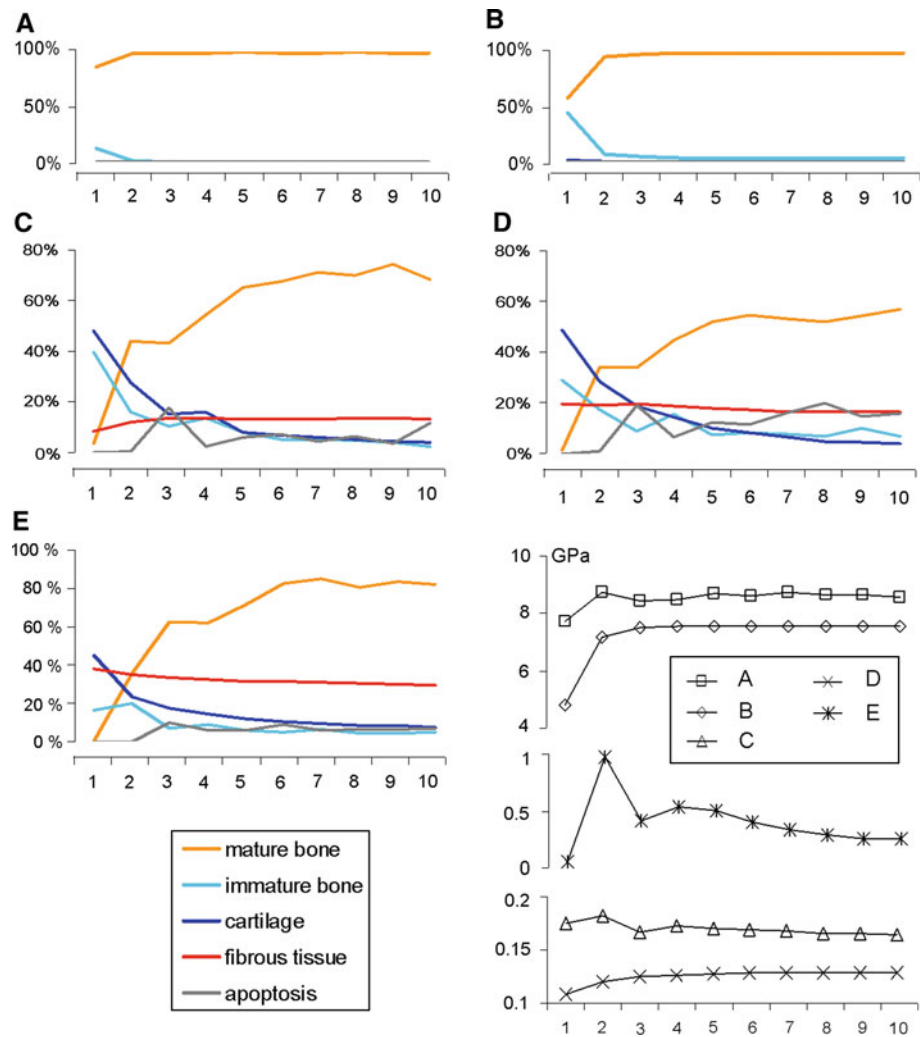 A
100%
50%
0%
1 2 3 4 5 6 7 8 9 10
B
100%
50%
0%
1 2 3 4 5 6 7 8 9 10
C
80%
60%
40%
20%
0%
1 2 3 4 5 6 7 8 9 10
D
80%
60%
40%
20%
0%
1 2 3 4 5 6 7 8 9 10
E
100 %
80 %
60 %
40 %
20 %
0 %
1 2 3 4 5 6 7 8 9 10
mature bone
immature bone
cartilage
fibrous tissue
apoptosis
GPa
10
8
6
4
A D
B E
C
1
0.5
0
0.2
0.15
0.1
1 2 3 4 5 6 7 8 9 10